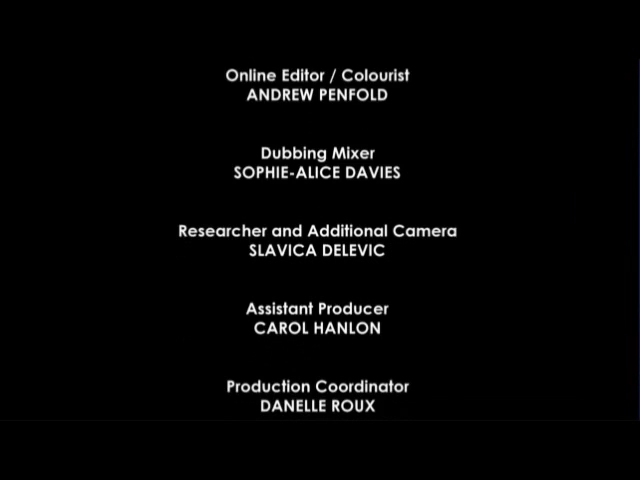 Online Editor / Colourist
ANDREW PENFOLD
Dubbing Mixer
SOPHIE-ALICE DAVIES
Researcher and Additional Camera
SLAVICA DELEVIC
Assistant Producer
CAROL HANLON
Production Coordinator
DANELLE ROUX